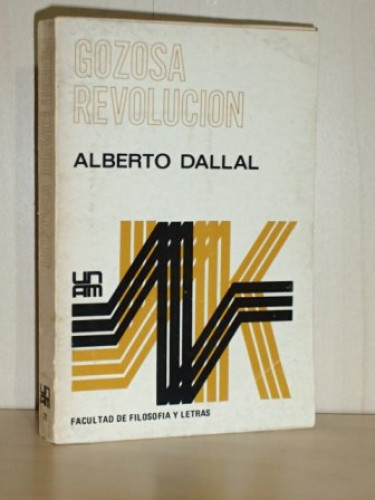 GOZOSA
REVOLUCION
ALBERTO DALLAL
UN
AM
FACULTAD DE FILOSOFIA Y LETRAS